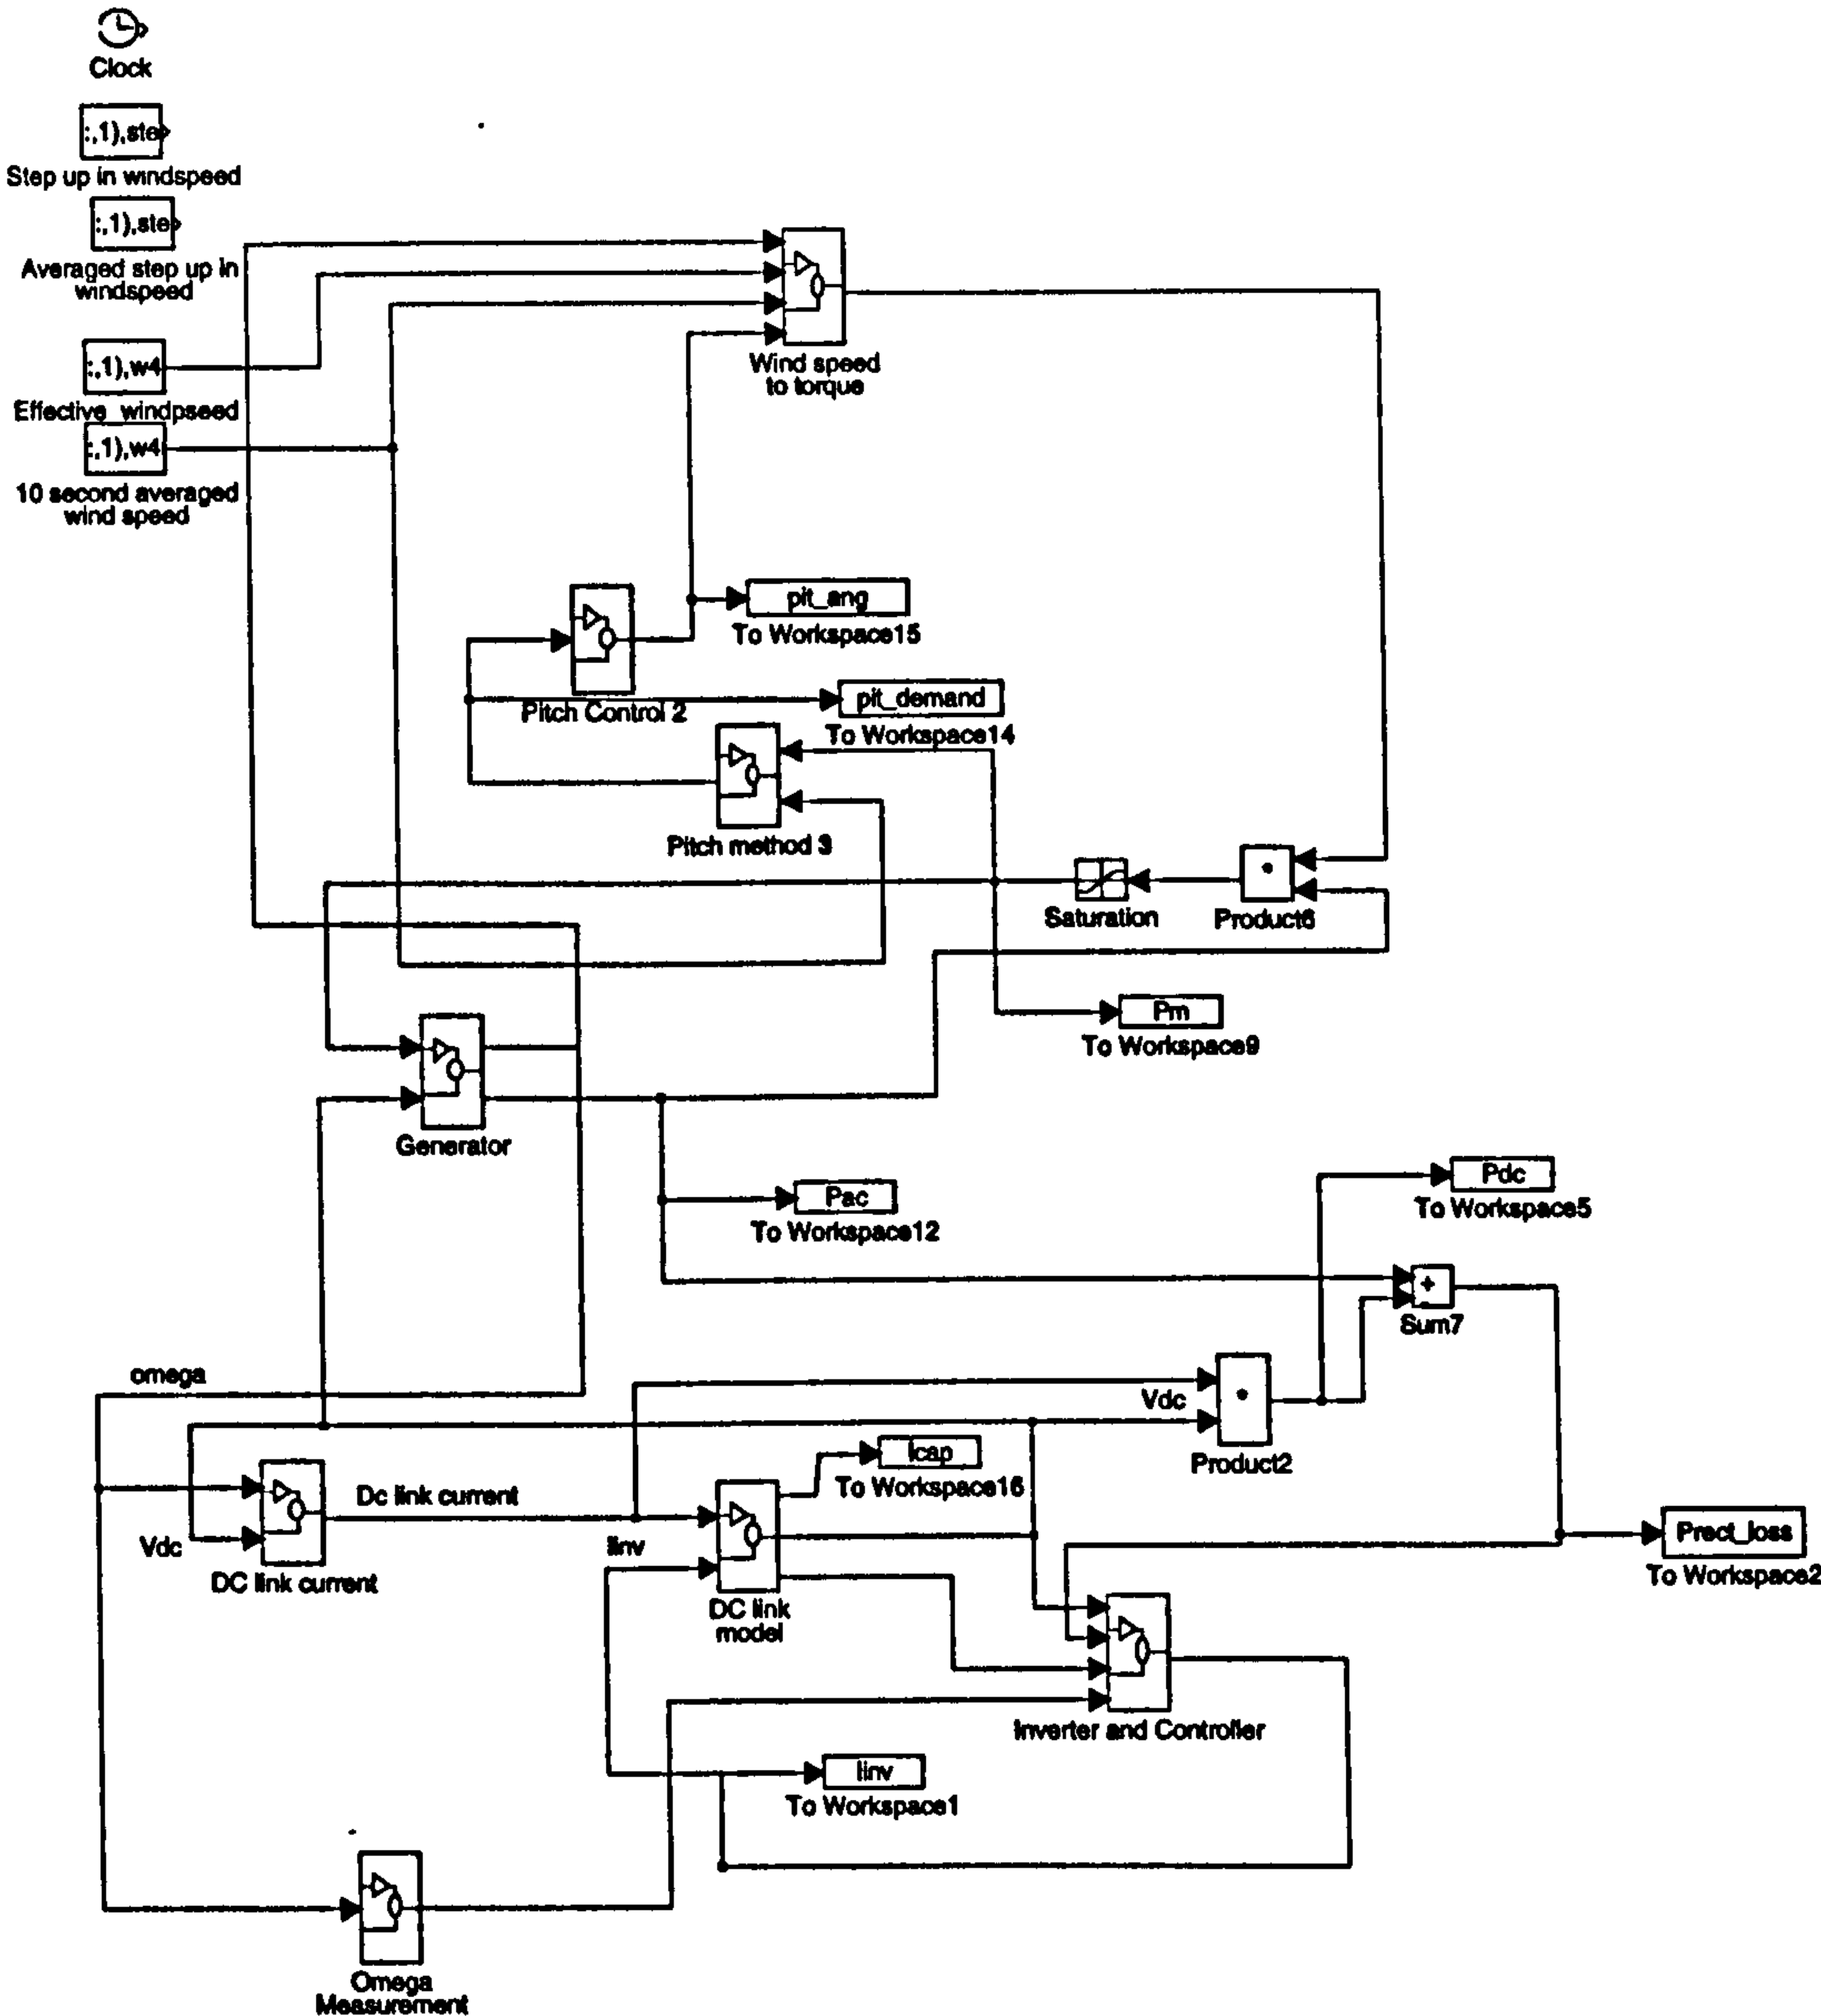 Clock
:,1),ste
Step up in windspeed
:,1),ste
Averaged step up in
windspeed
:,1),w4
Effective windpseed
:,1),w4
10 second averaged
wind speed
Wind speed
to torque
pit_ang
To Workspace15
Pitch Control 2
pit_demand
To Workspace14
Pitch method 3
Saturation
Product6
Pm
To Workspace9
Generator
Pac
To Workspace12
Pdc
To Workspace5
+
-
Sum7
omega
Vdc
Product2
Icap
To Workspace16
Dc link current
Vdc
Iinv
DC link current
DC link
model
Prect_loss
To Workspace2
Inverter and Controller
Iinv
To Workspace1
Omega
Measurement